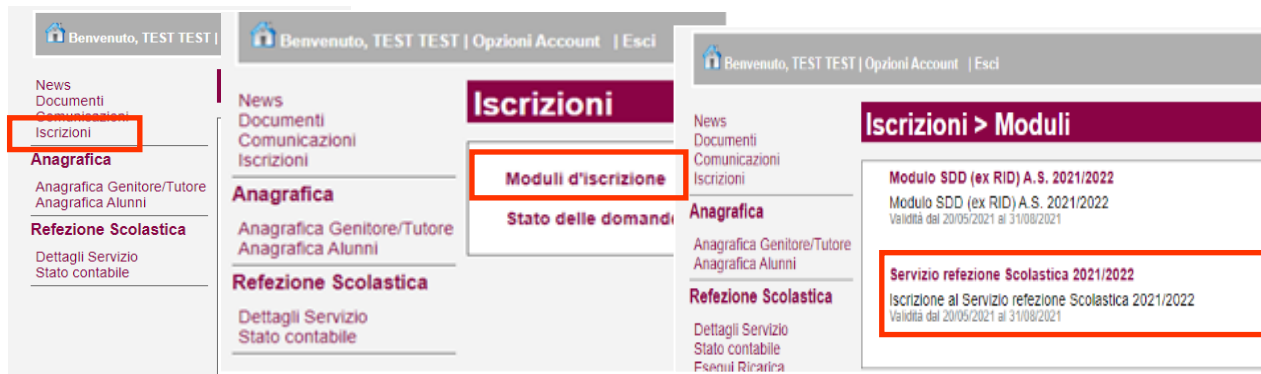 Benvenuto, TEST TEST |
News
Documenti
Comunicazioni
Iscrizioni
Anagrafica
Anagrafica Genitore/Tutore
Anagrafica Alunni
Refezione Scolastica
Dettagli Servizio
Stato contabile
Benvenuto, TEST TEST | Opzioni Account | Esci
News
Documenti
Comunicazioni
Iscrizioni
Anagrafica
Anagrafica Genitore/Tutore
Anagrafica Alunni
Refezione Scolastica
Dettagli Servizio
Stato contabile
Iscrizioni
Moduli d'iscrizione
Stato delle domande
Benvenuto, TEST TEST | Opzioni Account | Esci
News
Documenti
Comunicazioni
Iscrizioni
Anagrafica
Anagrafica Genitore/Tutore
Anagrafica Alunni
Refezione Scolastica
Dettagli Servizio
Stato contabile
Esegui Ricarica
Iscrizioni > Moduli
Modulo SDD (ex RID) A.S. 2021/2022
Modulo SDD (ex RID) A.S. 2021/2022
Validità dal 20/05/2021 al 31/08/2021
Servizio refezione Scolastica 2021/2022
Iscrizione al Servizio refezione Scolastica 2021/2022
Validità dal 20/05/2021 al 31/08/2021